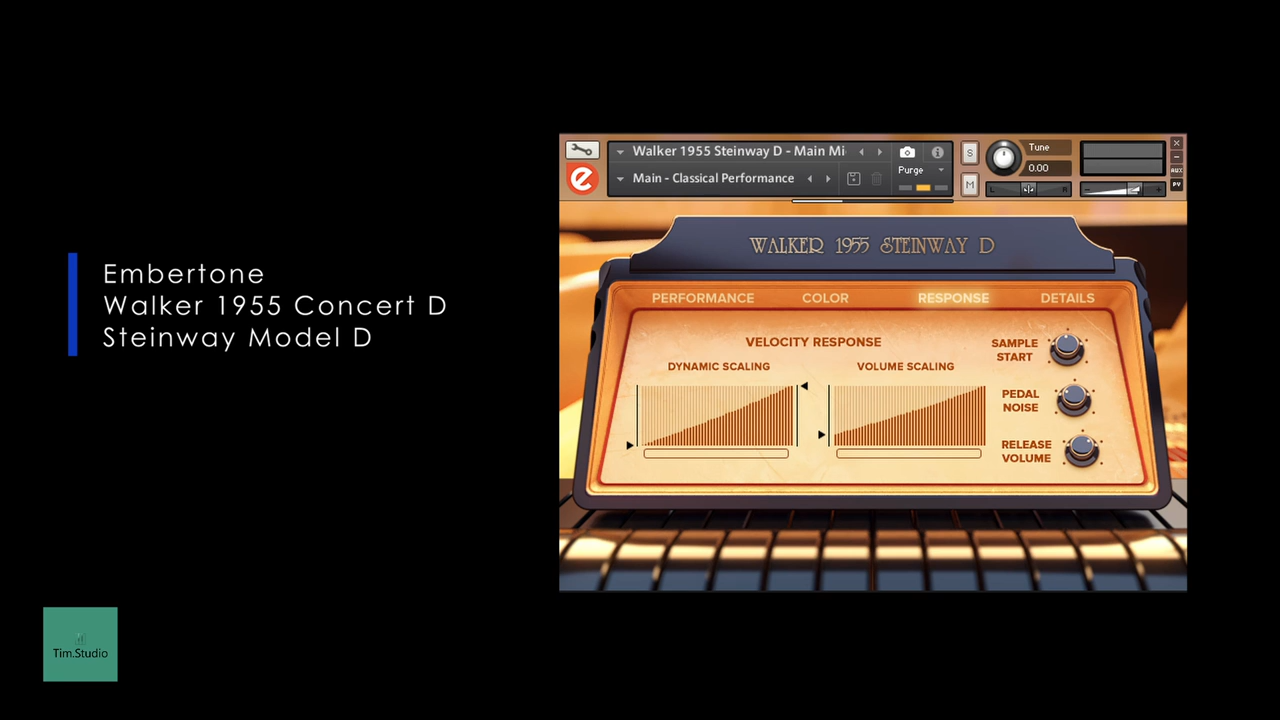 Embertone
Walker 1955 Concert D
Steinway Model D
Tim.Studio
e
Walker 1955 Steinway D - Main Mi
Main - Classical Performance
Purge
S
M
Tune
0.00
L R
AUX
PV
WALKER 1955 STEINWAY D
PERFORMANCE COLOR RESPONSE DETAILS
VELOCITY RESPONSE
DYNAMIC SCALING VOLUME SCALING
SAMPLE
START
PEDAL
NOISE
RELEASE
VOLUME